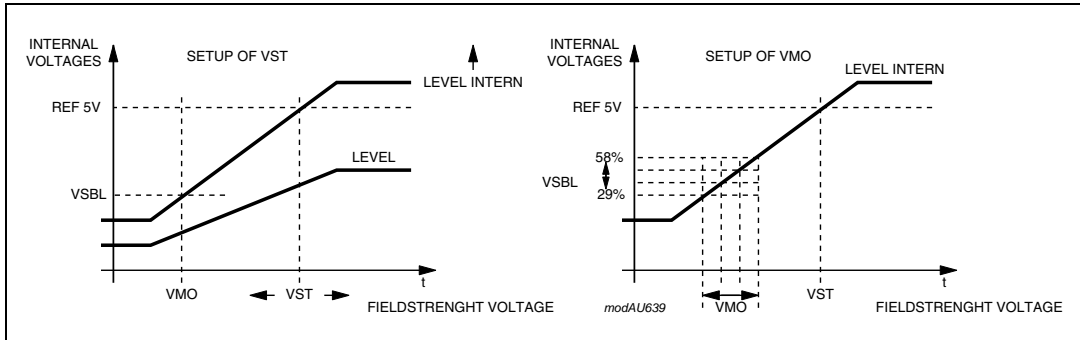 INTERNAL
VOLTAGES
SETUP OF VST
LEVEL INTERN
REF 5V
LEVEL
VSBL
t
VMO
VST
FIELDSTRENGHT VOLTAGE
INTERNAL
VOLTAGES
SETUP OF VMO
LEVEL INTERN
REF 5V
58%
VSBL
29%
t
modAU639
VMO
VST
FIELDSTRENGHT VOLTAGE